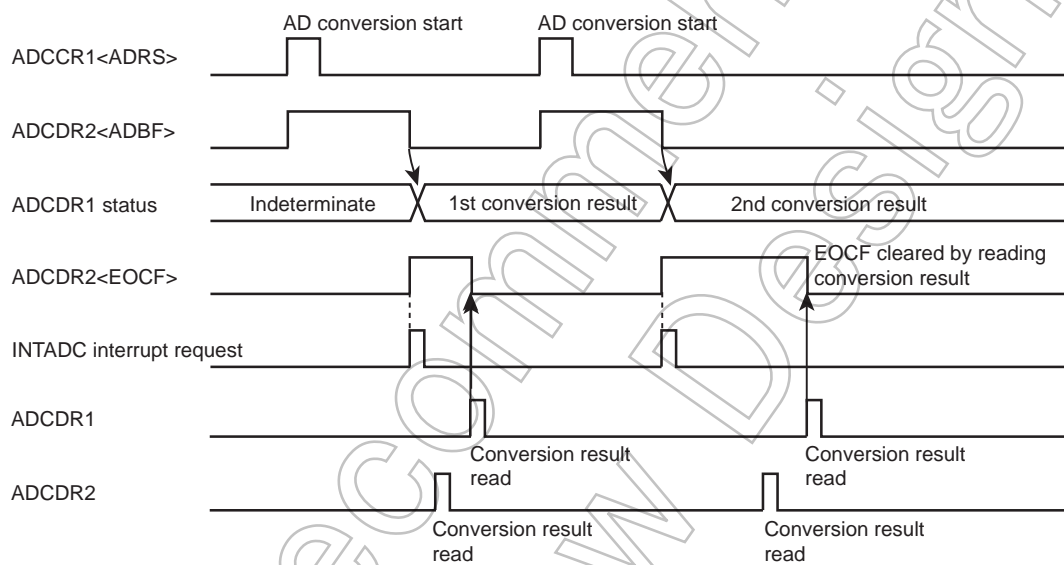 AD conversion start
AD conversion start
ADCCR1<ADRS>
ADCDR2<ADBF>
ADCDR1 status
Indeterminate
1st conversion result
2nd conversion result
ADCDR2<EOCF>
EOCF cleared by reading
conversion result
INTADC interrupt request
ADCDR1
Conversion result
read
Conversion result
read
ADCDR2
Conversion result
read
Conversion result
read